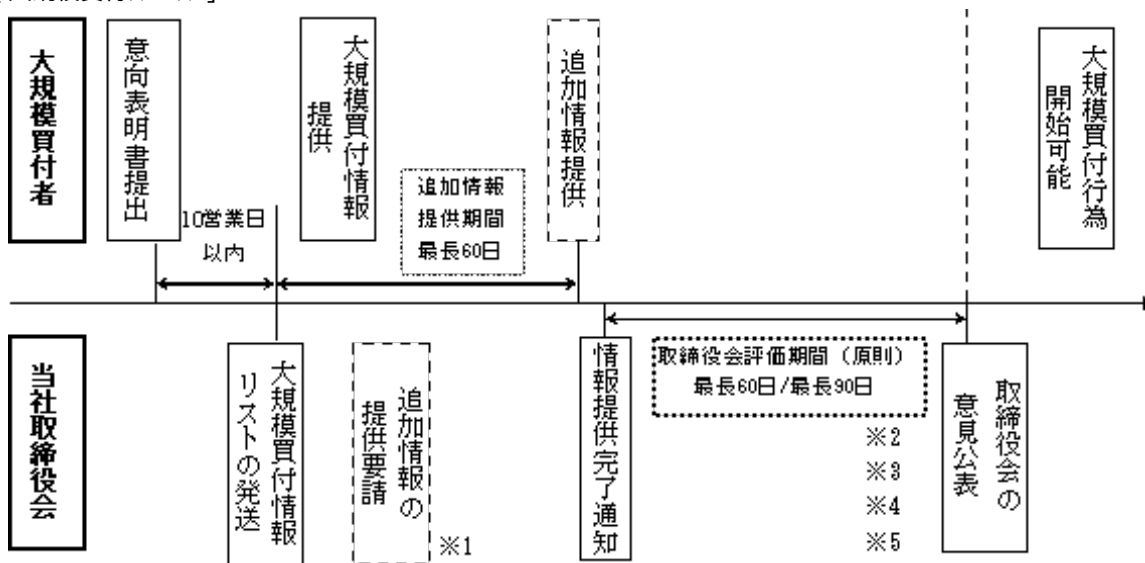 大規模買付者
意向表明書提出
10営業日
以内
大規模買付情報
提供
追加情報
提供期間
最長60日
追加情報提供
大規模買付行為
開始可能
当社取締役会
大規模買付情報
リストの発送
追加情報の
提供要請
※1
情報提供完了通知
取締役会評価期間（原則）
最長60日/最長90日
※2
※3
※4
※5
取締役会の
意見公表